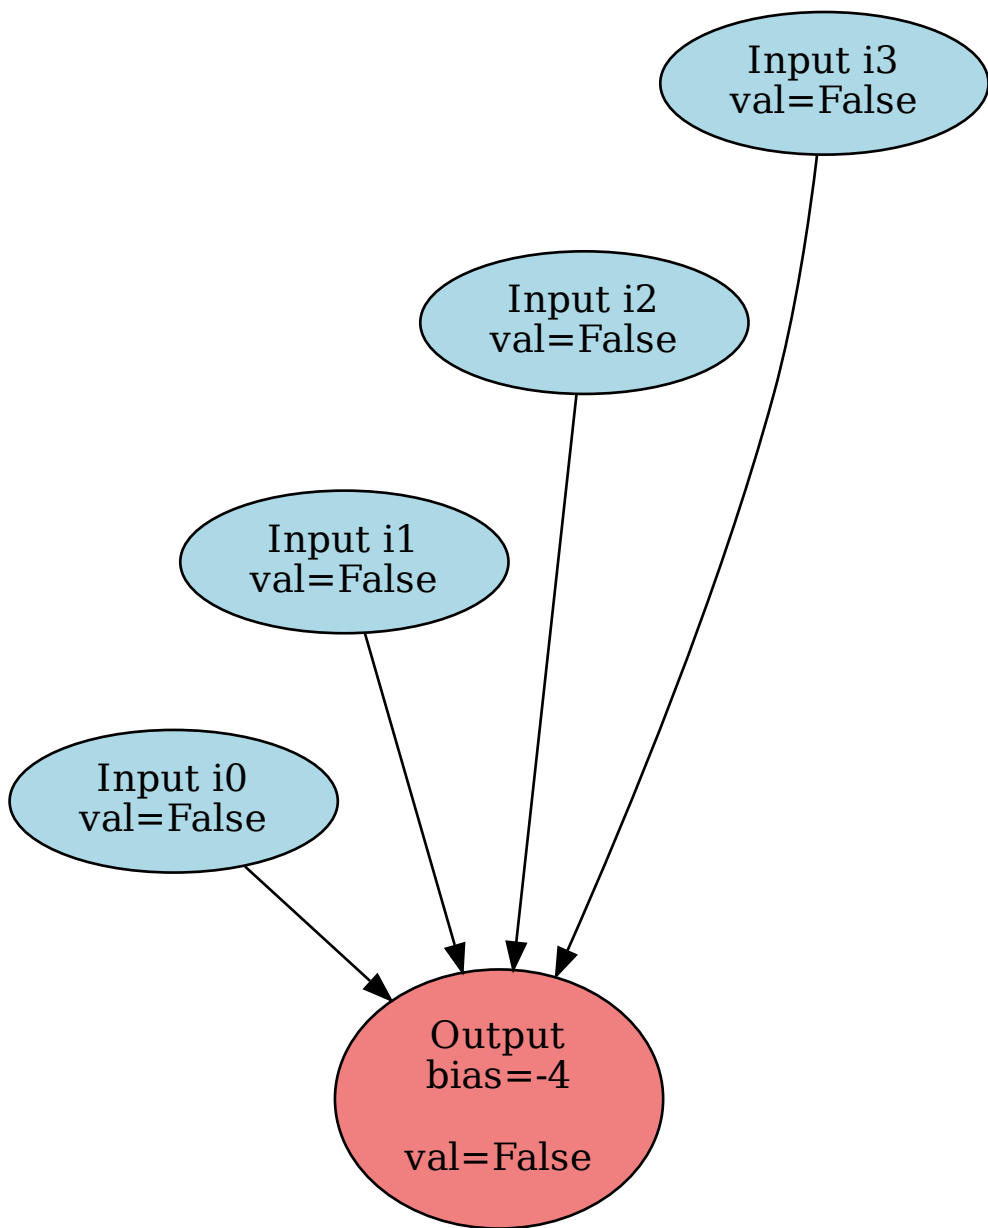 Input i3
val=False
Input i2
val=False
Input i1
val=False
Input i0
val=False
Output
bias=-4
val=False